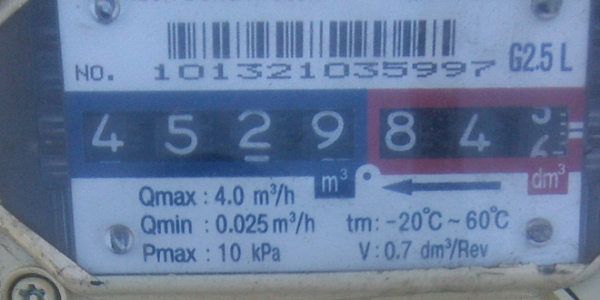 NO. 101321035997 G2.5 L
4 5 2 9 8 4
m³ dm³
Qmax : 4.0 m³/h
Qmin : 0.025 m³/h tm: -20°C ~ 60°C
Pmax : 10 kPa V : 0.7 dm³/Rev